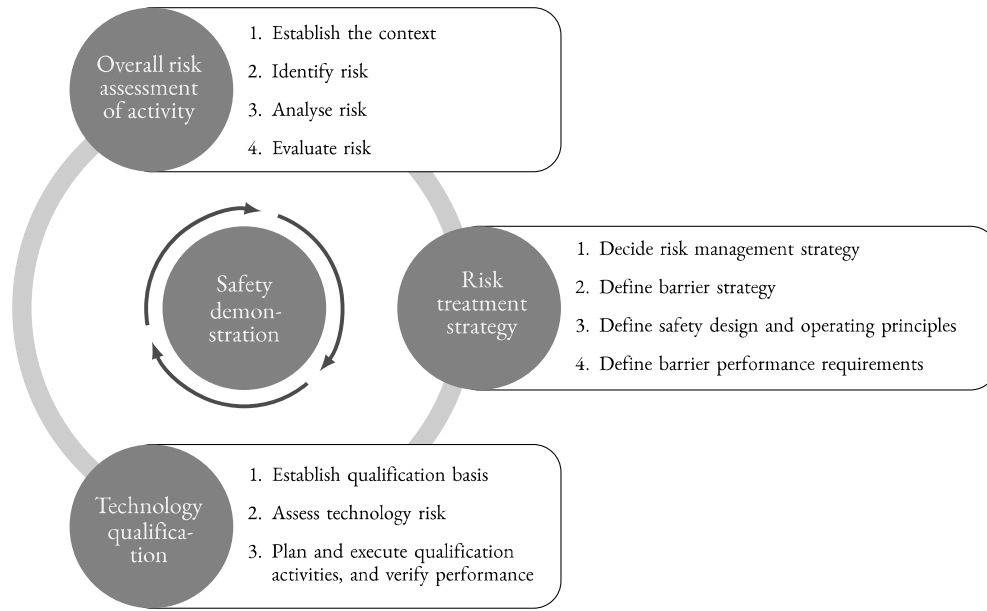 Overall risk
assessment
of activity
1. Establish the context
2. Identify risk
3. Analyse risk
4. Evaluate risk
Safety
demon-
stration
Risk
treatment
strategy
1. Decide risk management strategy
2. Define barrier strategy
3. Define safety design and operating principles
4. Define barrier performance requirements
Technology
qualifica-
tion
1. Establish qualification basis
2. Assess technology risk
3. Plan and execute qualification
activities, and verify performance